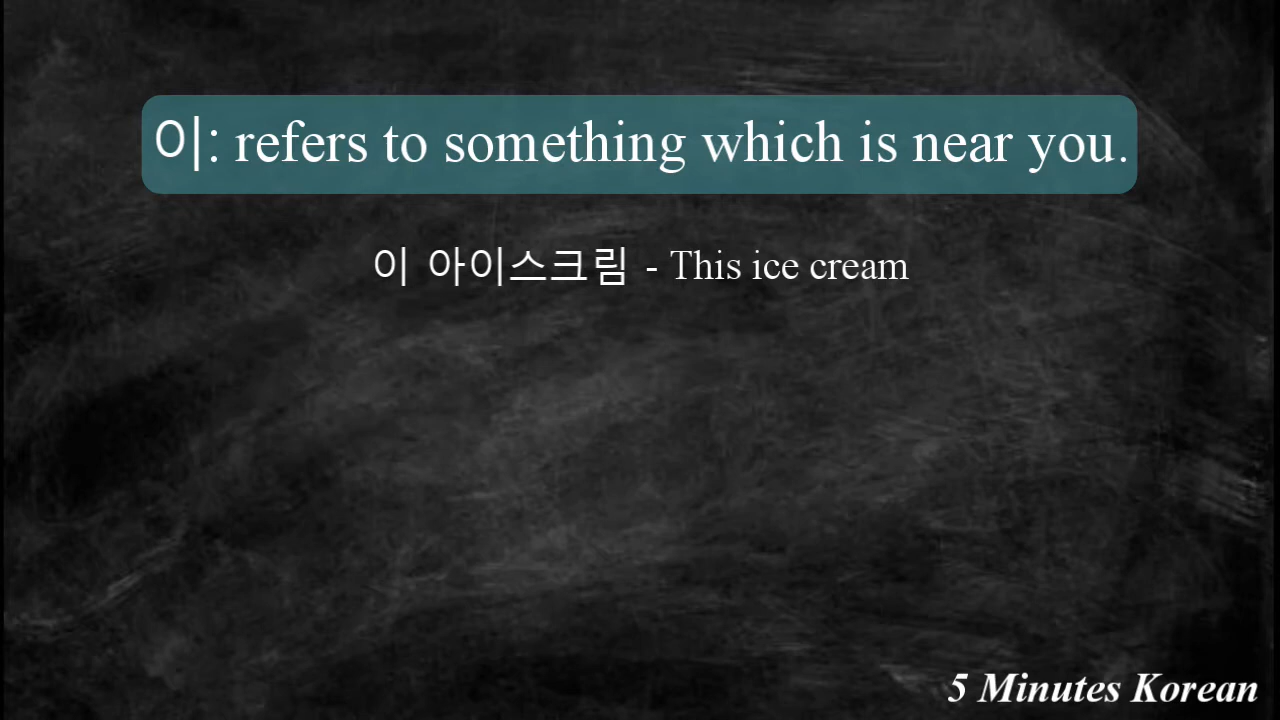 이: refers to something which is near you.
이 아이스크림 - This ice cream
5 Minutes Korean